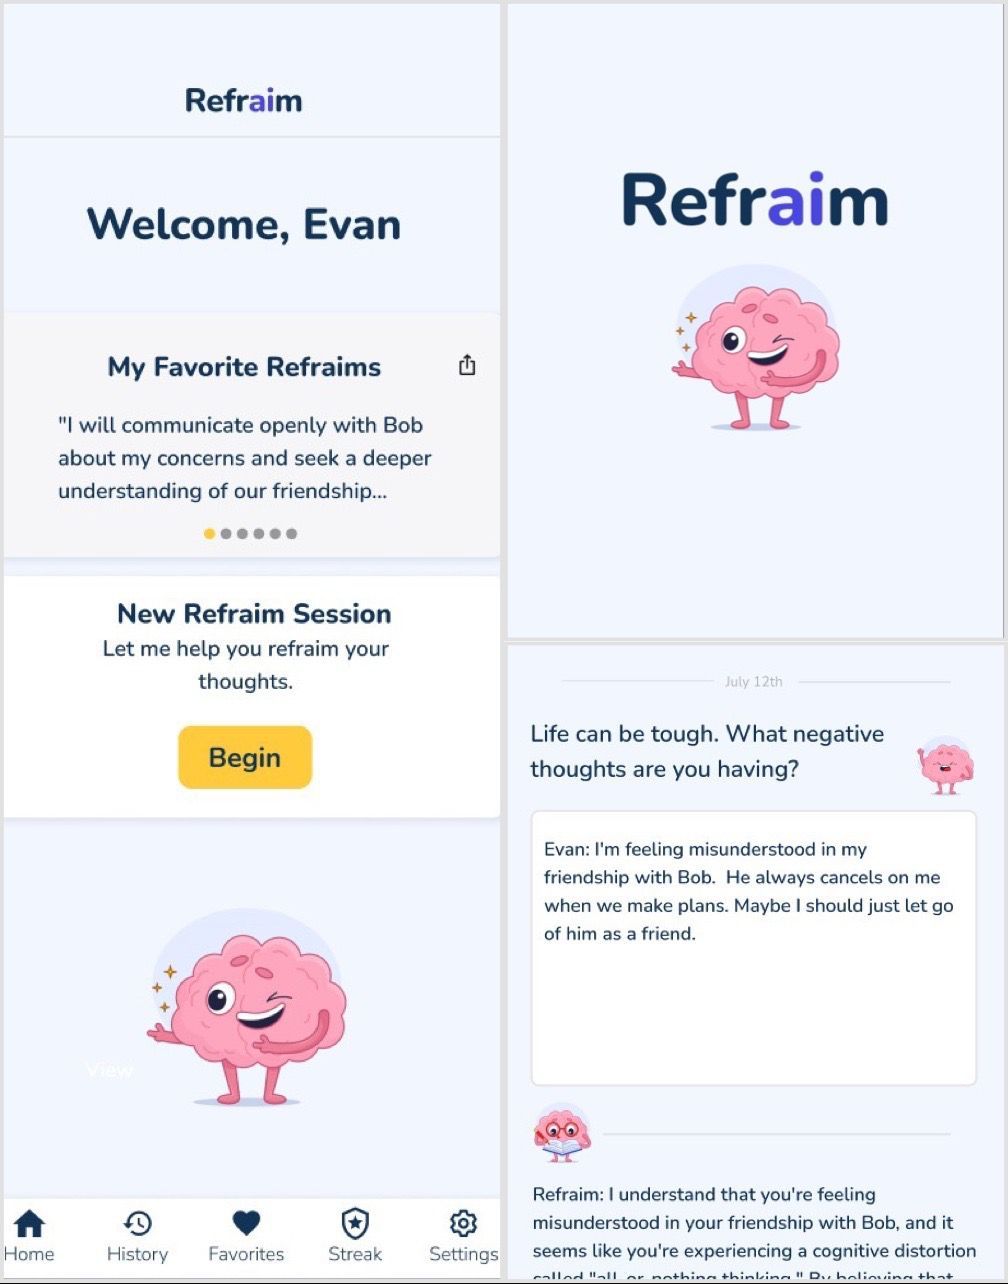 Refraim
Welcome, Evan
My Favorite Refraims
"I will communicate openly with Bob
about my concerns and seek a deeper
understanding of our friendship...
New Refraim Session
Let me help you refraim your
thoughts.
Begin
View
Home
History
Favorites
Streak
Settings
Refraim
July 12th
Life can be tough. What negative
thoughts are you having?
Evan: I'm feeling misunderstood in my
friendship with Bob.  He always cancels on me
when we make plans. Maybe I should just let go
of him as a friend.
Refraim: I understand that you're feeling
misunderstood in your friendship with Bob, and it
seems like you're experiencing a cognitive distortion
called "all-or-nothing thinking." By believing that